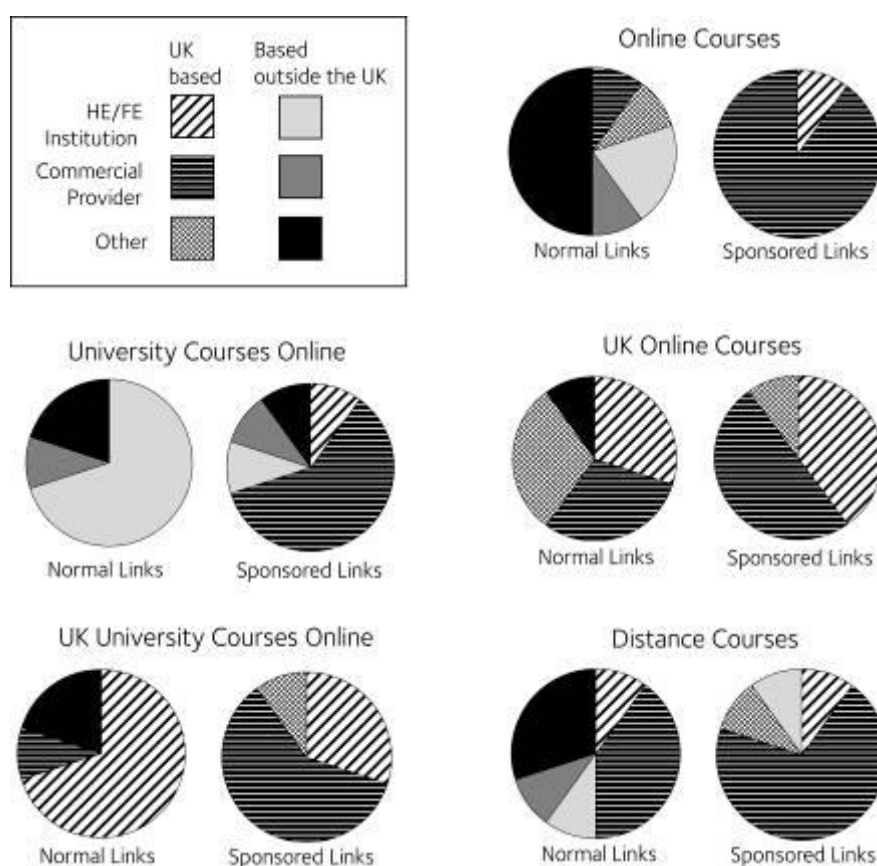 UK based
Based outside the UK
HE/FE Institution
Commercial Provider
Other
Online Courses
Normal Links
Sponsored Links
University Courses Online
Normal Links
Sponsored Links
UK Online Courses
Normal Links
Sponsored Links
UK University Courses Online
Normal Links
Sponsored Links
Distance Courses
Normal Links
Sponsored Links